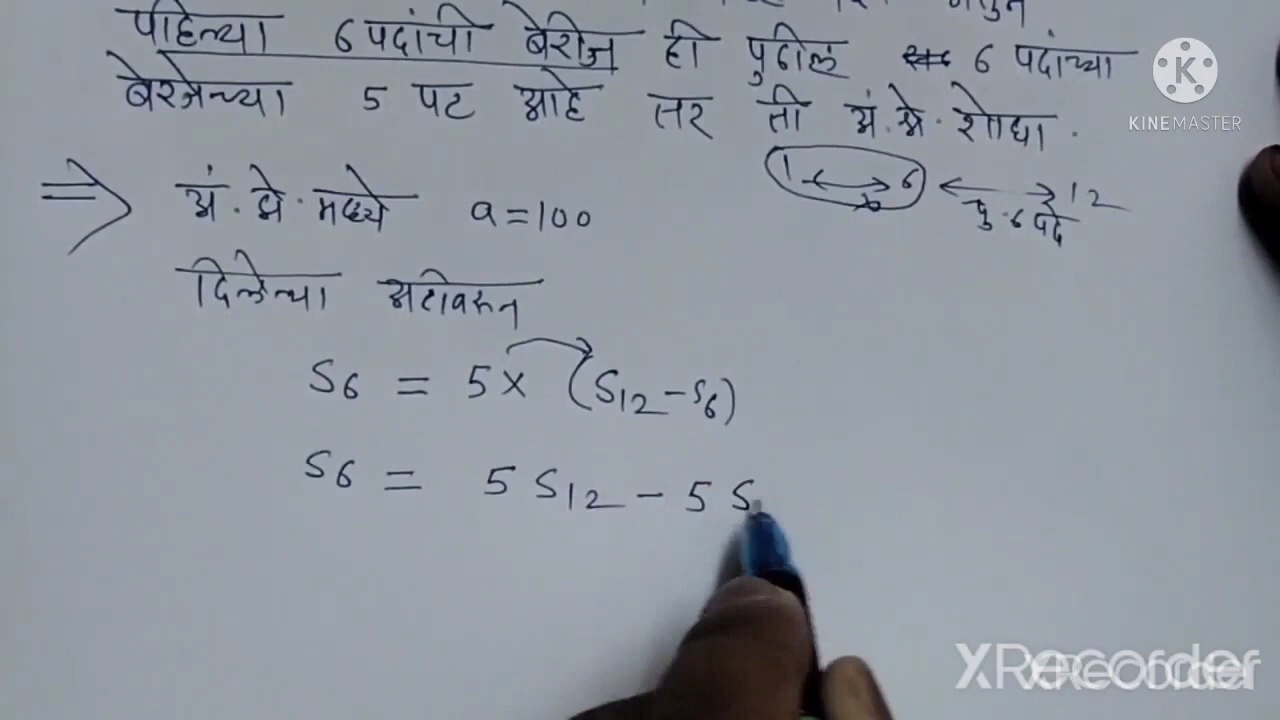 पहिल्या 6 पदांची बेरीज ही पुढील 6 पदांच्या
बेरजेच्या 5 पट आहे तर ती अं.श्रे. शोधा.
K
KINEMASTER
1 6 12
पु. 6 पदे
⇒ अं.श्रे. मध्ये a = 100
दिलेल्या अटीवरून
S6 = 5 × (S12 - S6)
S6 = 5 S12 - 5 S
XRecorder